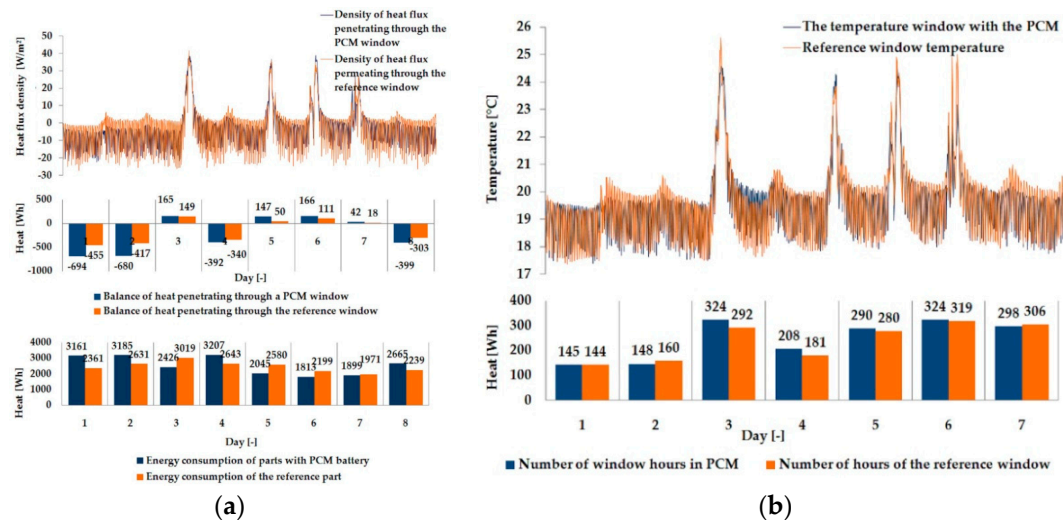 (a)
Density of heat flux
penetrating through the
PCM window
Density of heat flux
permeating through the
reference window
Heat flux density [W/m²]
50
40
30
20
10
0
-10
-20
-30
Heat [Wh]
500
0
-500
-1000
165 149 147 50 166 111 42 18
1 2 3 4 5 6 7 8
-694 -455 -680 -417 -392 -340 -399 -303
Day [-]
Balance of heat penetrating through a PCM window
Balance of heat penetrating through the reference window
Heat [Wh]
4000
3000
2000
1000
0
3161 2361 3185 2631 2426 3019 3207 2643 2045 2580 1813 2199 1899 1971 2665 2239
1 2 3 4 5 6 7 8
Day [-]
Energy consumption of parts with PCM battery
Energy consumption of the reference part
(a)
(b)
The temperature window with the PCM
Reference window temperature
Temperature [°C]
26
25
24
23
22
21
20
19
18
17
Heat [Wh]
400
300
200
100
0
145 144 148 160 324 292 208 181 290 280 324 319 298 306
1 2 3 4 5 6 7
Day [-]
Number of window hours in PCM
Number of hours of the reference window
(b)